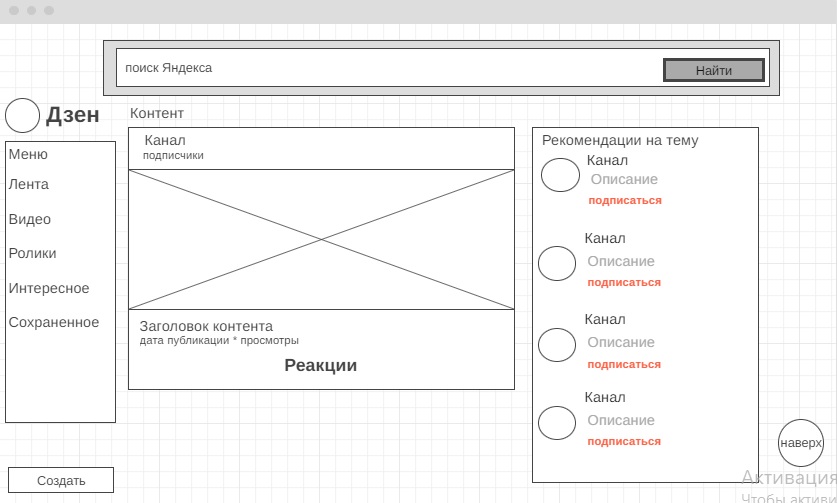 поиск Яндекса
Найти
Дзен
Контент
Меню
Лента
Видео
Ролики
Интересное
Сохраненное
Создать
Канал
подписчики
Заголовок контента
дата публикации * просмотры
Реакции
Рекомендации на тему
Канал
Описание
подписаться
Канал
Описание
подписаться
Канал
Описание
подписаться
Канал
Описание
подписаться
наверх
Активация
Чтобы активи